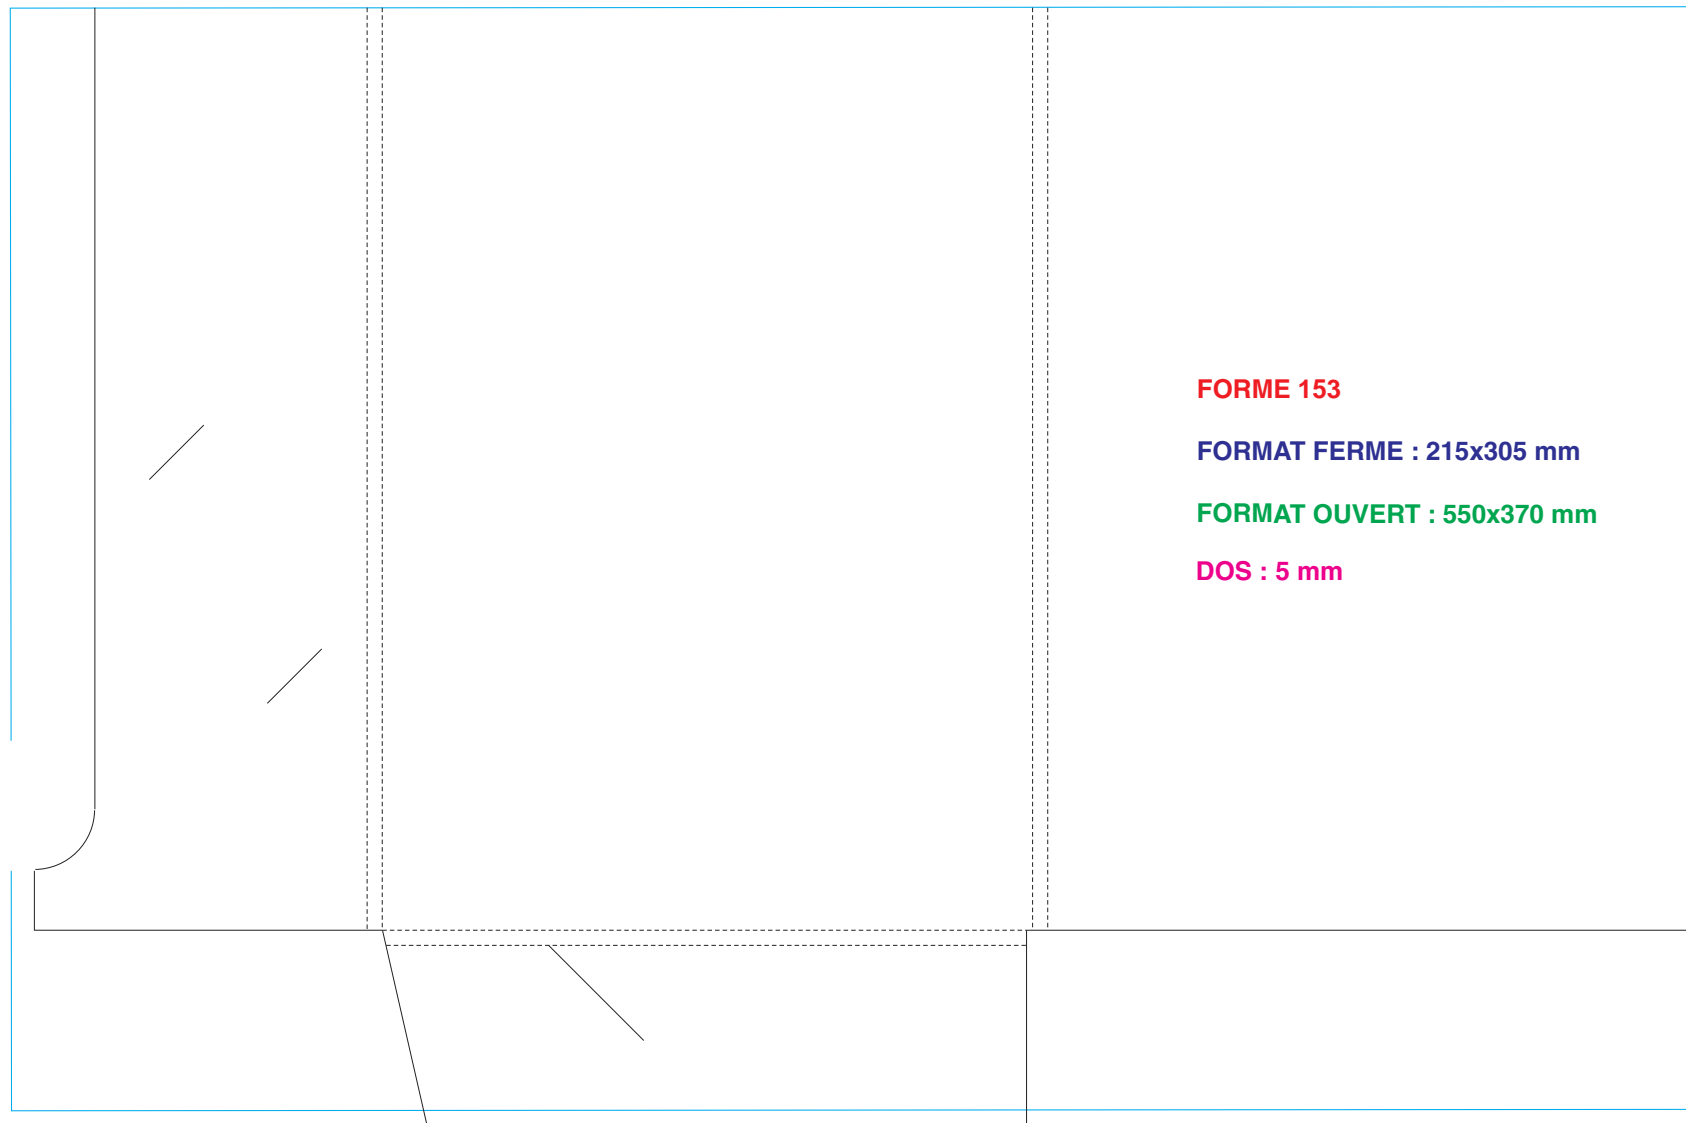 FORME 153
FORMAT FERME : 215x305 mm
FORMAT OUVERT : 550x370 mm
DOS : 5 mm